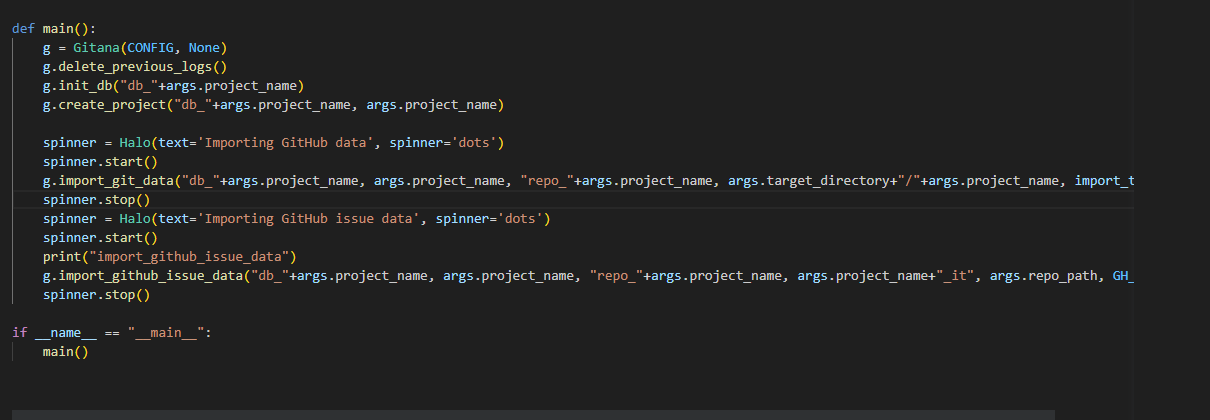 def main():
    g = Gitana(CONFIG, None)
    g.delete_previous_logs()
    g.init_db("db_"+args.project_name)
    g.create_project("db_"+args.project_name, args.project_name)
    spinner = Halo(text='Importing GitHub data', spinner='dots')
    spinner.start()
    g.import_git_data("db_"+args.project_name, args.project_name, "repo_"+args.project_name, args.target_directory+"/"+args.project_name, import_t
    spinner.stop()
    spinner = Halo(text='Importing GitHub issue data', spinner='dots')
    spinner.start()
    print("import_github_issue_data")
    g.import_github_issue_data("db_"+args.project_name, args.project_name, "repo_"+args.project_name, args.project_name+"_it", args.repo_path, GH_
    spinner.stop()
if __name__ == "__main__":
    main()